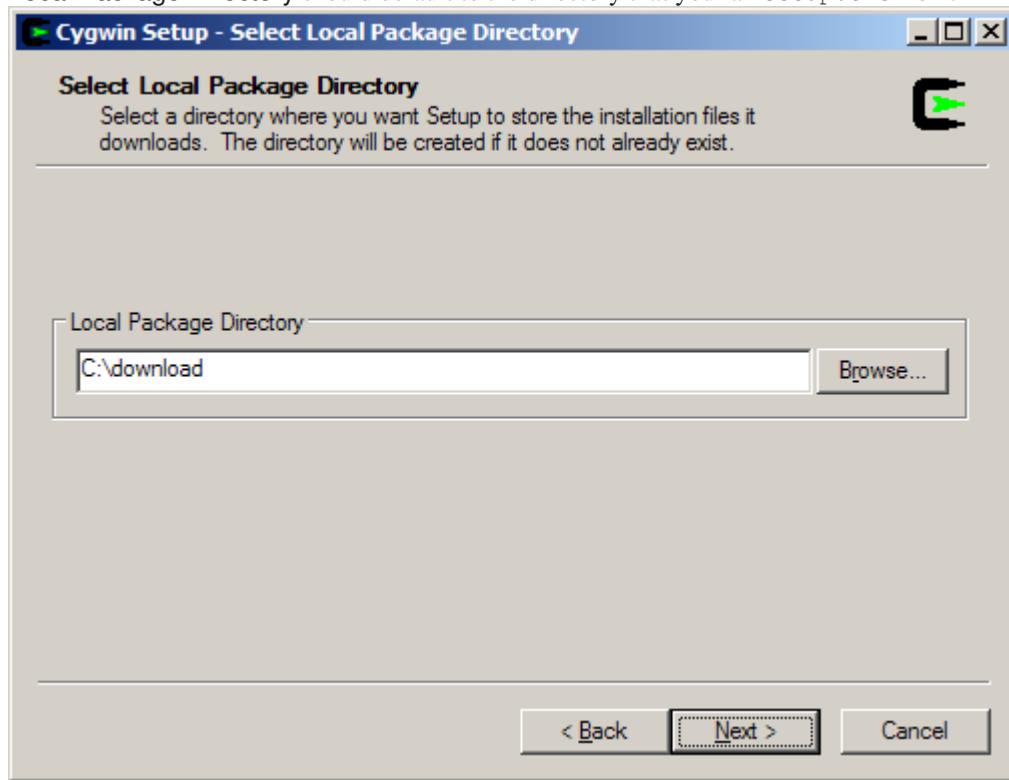 Cygwin Setup - Select Local Package Directory
Select Local Package Directory
Select a directory where you want Setup to store the installation files it
downloads. The directory will be created if it does not already exist.
Local Package Directory
C:\download
Browse...
< Back
Next >
Cancel